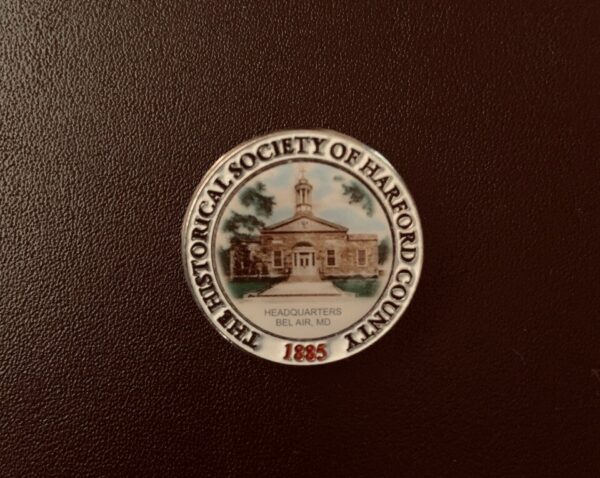 THE HISTORICAL SOCIETY OF HARFORD COUNTY
HEADQUARTERS
BEL AIR, MD
1885